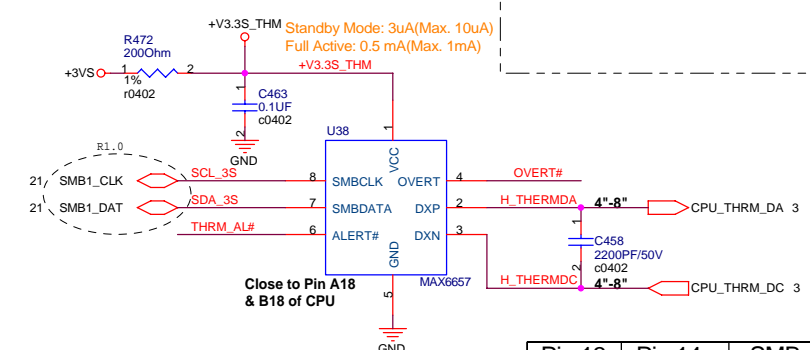 +V3.3S_THM
Standby Mode: 3uA(Max. 10uA)
Full Active: 0.5 mA(Max. 1mA)
R472
200Ohm
+3VS
1
2
+V3.3S_THM
1%
r0402
1
C463
0.1UF
c0402
2
GND
1
U38
R1.0
VCC
21
SMB1_CLK
SCL_3S
8
SMBCLK
OVERT
4
OVERT#
21
SMB1_DAT
SDA_3S
7
SMBDATA
DXP
2
H_THERMDA
4"-8"
CPU_THRM_DA 3
THRM_AL#
6
ALERT#
DXN
3
1
C458
2200PF/50V
c0402
2
GND
MAX6657
H_THERMDC
4"-8"
CPU_THRM_DC 3
Close to Pin A18
& B18 of CPU
5
GND